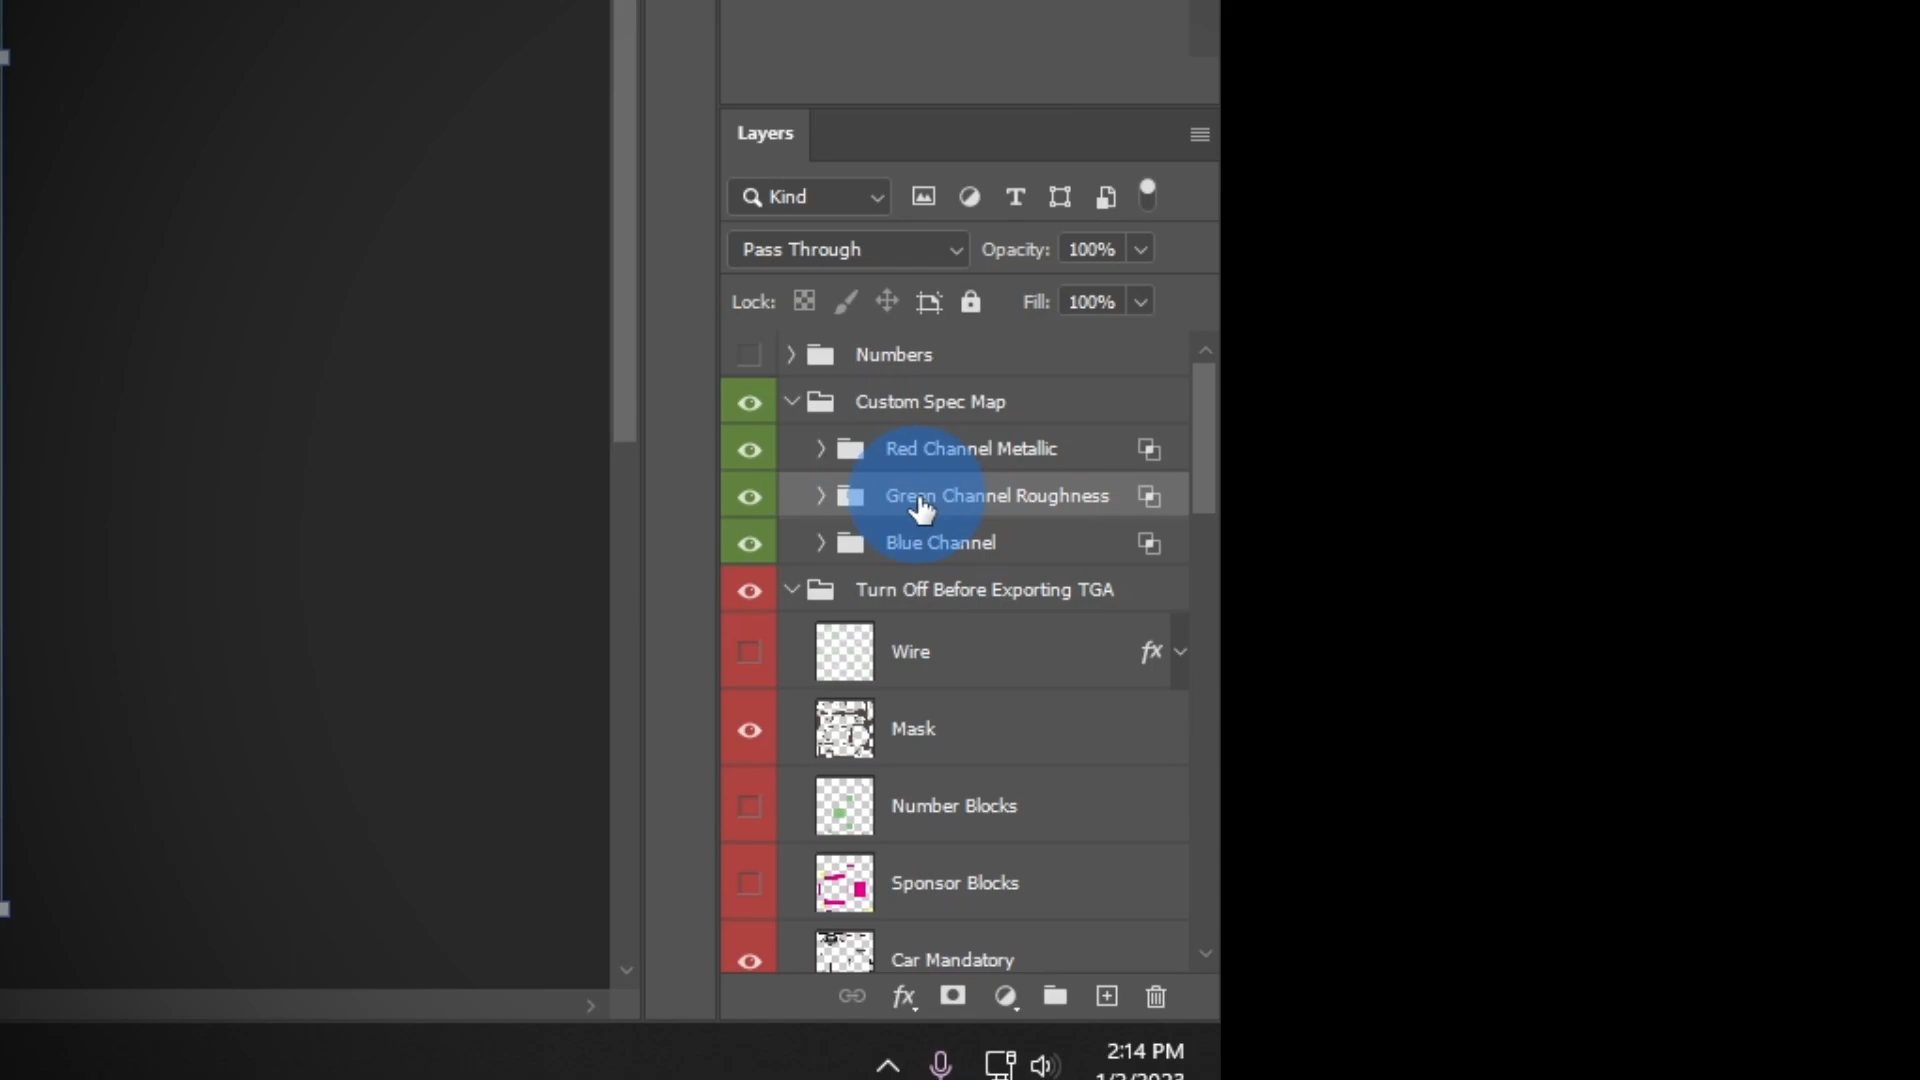 Layers
Kind
Pass Through
Opacity: 100%
Lock:
Fill: 100%
Numbers
Custom Spec Map
Red Channel Metallic
Green Channel Roughness
Blue Channel
Turn Off Before Exporting TGA
Wire
fx
Mask
Number Blocks
Sponsor Blocks
Car Mandatory
fx
2:14 PM